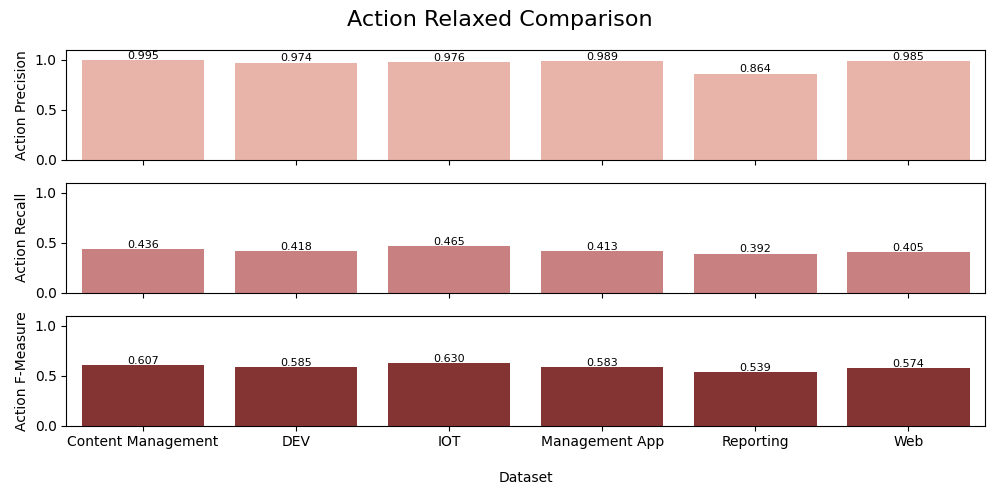 Action Relaxed Comparison
Action Precision
1.0
0.5
0.0
0.995 0.974 0.976 0.989 0.864 0.985
Action Recall
1.0
0.5
0.0
0.436 0.418 0.465 0.413 0.392 0.405
Action F-Measure
1.0
0.5
0.0
0.607 0.585 0.630 0.583 0.539 0.574
Content Management DEV IOT Management App Reporting Web
Dataset